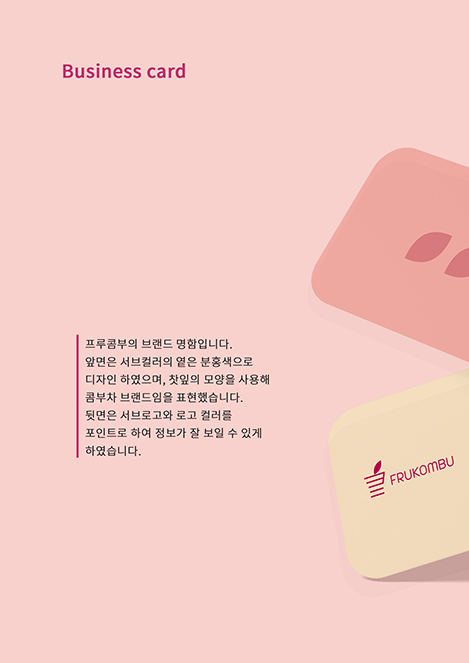 Business card
프루콤부의 브랜드 명함입니다.
앞면은 서브컬러의 옅은 분홍색으로
디자인 하였으며, 찻잎의 모양을 사용해
콤부차 브랜드임을 표현했습니다.
뒷면은 서브로고와 로고 컬러를
포인트로 하여 정보가 잘 보일 수 있게
하였습니다.
FRUKOMBU